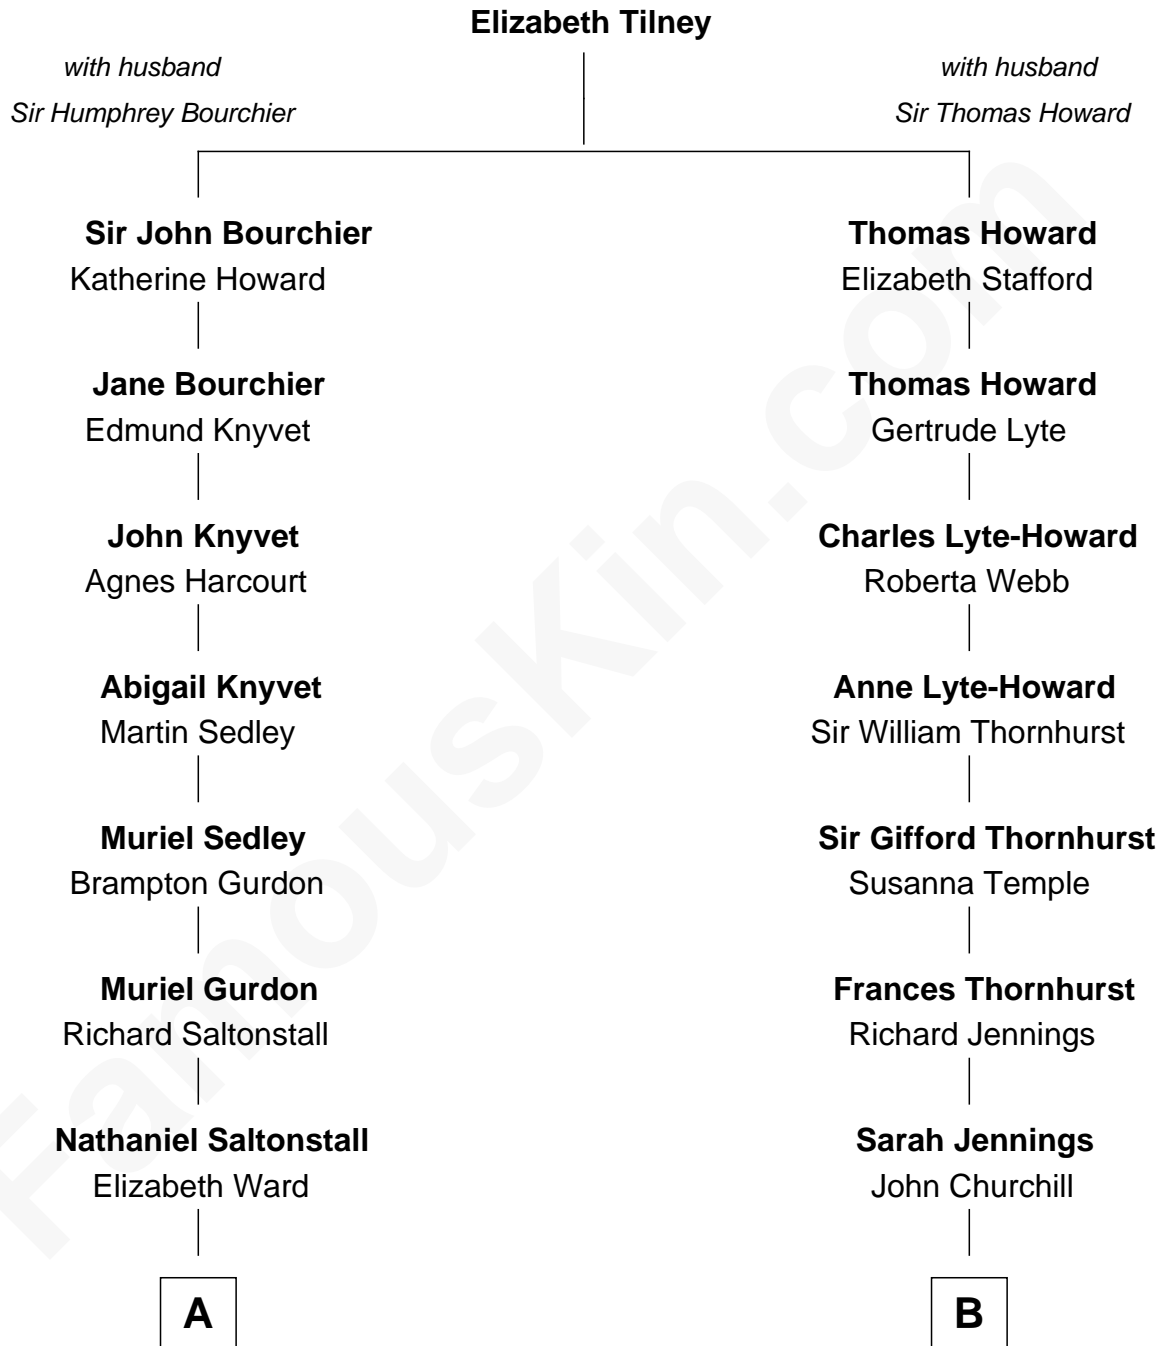 Elizabeth Tilney
with husband
Sir Humphrey Bourchier
with husband
Sir Thomas Howard
Sir John Bourchier
Katherine Howard
Thomas Howard
Elizabeth Stafford
Jane Bourchier
Edmund Knyvet
Thomas Howard
Gertrude Lyte
John Knyvet
Agnes Harcourt
Charles Lyte-Howard
Roberta Webb
Abigail Knyvet
Martin Sedley
Anne Lyte-Howard
Sir William Thornhurst
Muriel Sedley
Brampton Gurdon
Sir Gifford Thornhurst
Susanna Temple
Muriel Gurdon
Richard Saltonstall
Frances Thornhurst
Richard Jennings
Nathaniel Saltonstall
Elizabeth Ward
Sarah Jennings
John Churchill
A
B
FamousKin.com